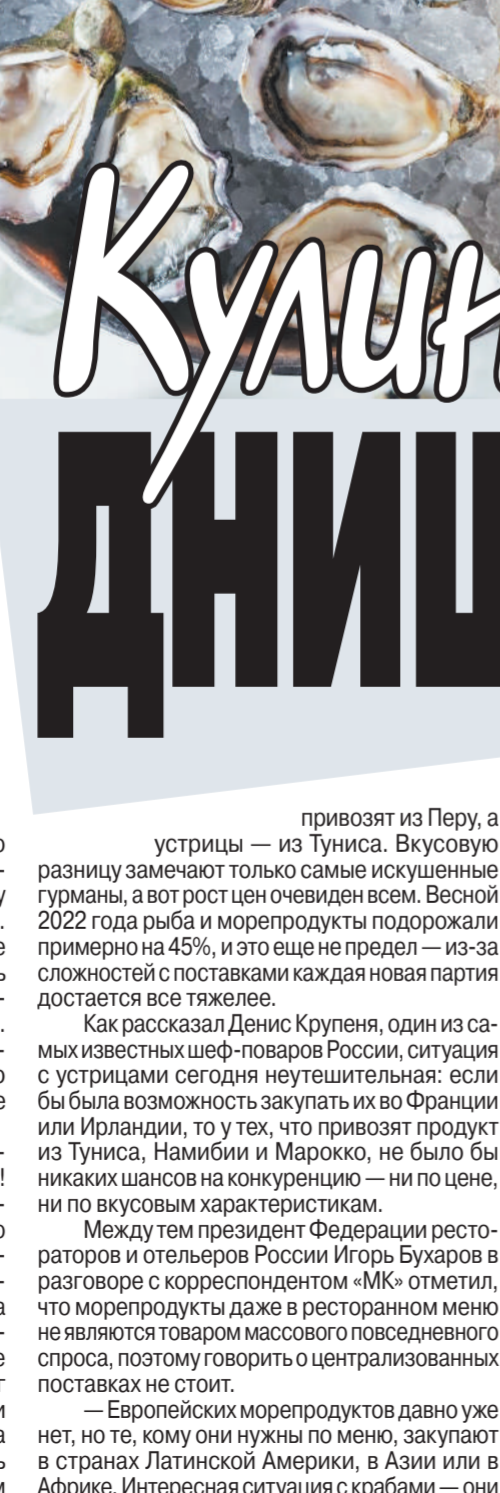 Кулин
ДНИЩ
привозят из Перу, а
устрицы — из Туниса. Вкусовую
разницу замечают только самые искушенные
гурманы, а вот рост цен очевиден всем. Весной
2022 года рыба и морепродукты подорожали
примерно на 45%, и это еще не предел — из-за
сложностей с поставками каждая новая партия
достается все тяжелее.
Как рассказал Денис Крупеня, один из са-
мых известных шеф-поваров России, ситуация
с устрицами сегодня неутешительная: если
бы была возможность закупать их во Франции
или Ирландии, то у тех, что привозят продукт
из Туниса, Намибии и Марокко, не было бы
никаких шансов на конкуренцию — ни по цене,
ни по вкусовым характеристикам.
Между тем президент Федерации ресто-
раторов и отельеров России Игорь Бухаров в
разговоре с корреспондентом «МК» отметил,
что морепродукты даже в ресторанном меню
не являются товаром массового повседневного
спроса, поэтому говорить о централизованных
поставках не стоит.
— Европейских морепродуктов давно уже
нет, но те, кому они нужны по меню, закупают
в странах Латинской Америки, в Азии или в
Африке. Интересная ситуация с крабами — они